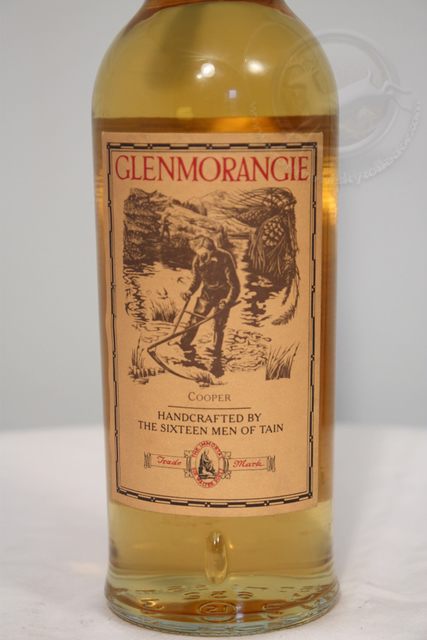 GLENMORANGIE
COOPER
HANDCRAFTED BY
THE SIXTEEN MEN OF TAIN
Trade Mark